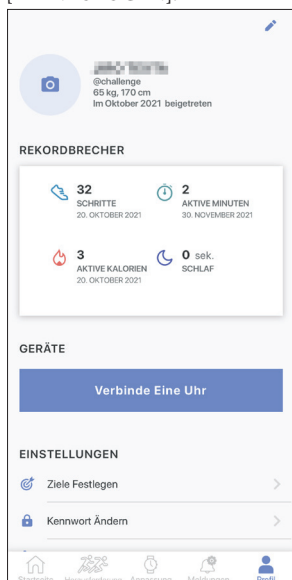 @challenge
65 kg, 170 cm
Im Oktober 2021 beigetreten
REKORDBRECHER
32
SCHRITTE
20. OKTOBER 2021
2
AKTIVE MINUTEN
30. NOVEMBER 2021
3
AKTIVE KALORIEN
20. OKTOBER 2021
0 sek.
SCHLAF
GERÄTE
Verbinde Eine Uhr
EINSTELLUNGEN
Ziele Festlegen
Kennwort Ändern
Startseite
Meldungen
Profil